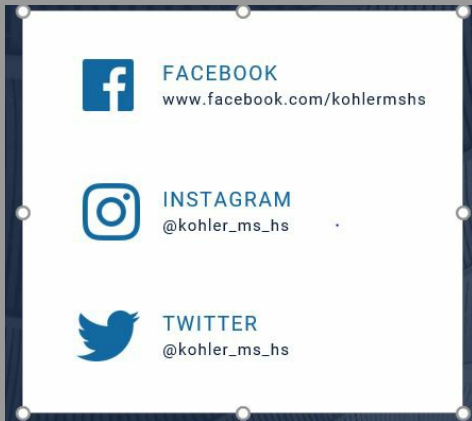 FACEBOOK
www.facebook.com/kohlermshs
INSTAGRAM
@kohler_ms_hs
TWITTER
@kohler_ms_hs